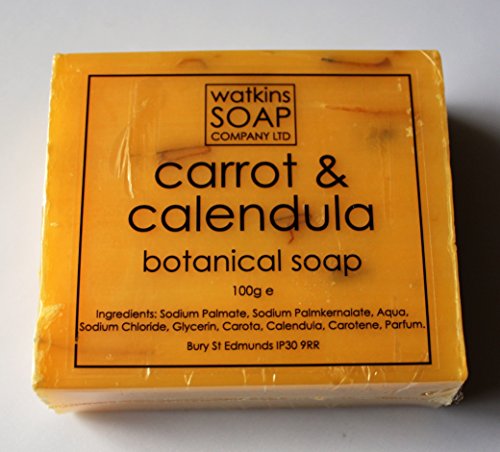 watkins
SOAP
COMPANY LTD
carrot &
calendula
botanical soap
100g e
Ingredients: Sodium Palmate, Sodium Palmkernalate, Aqua,
Sodium Chloride, Glycerin, Carota, Calendula, Carotene, Parfum.
Bury St Edmunds IP30 9RR